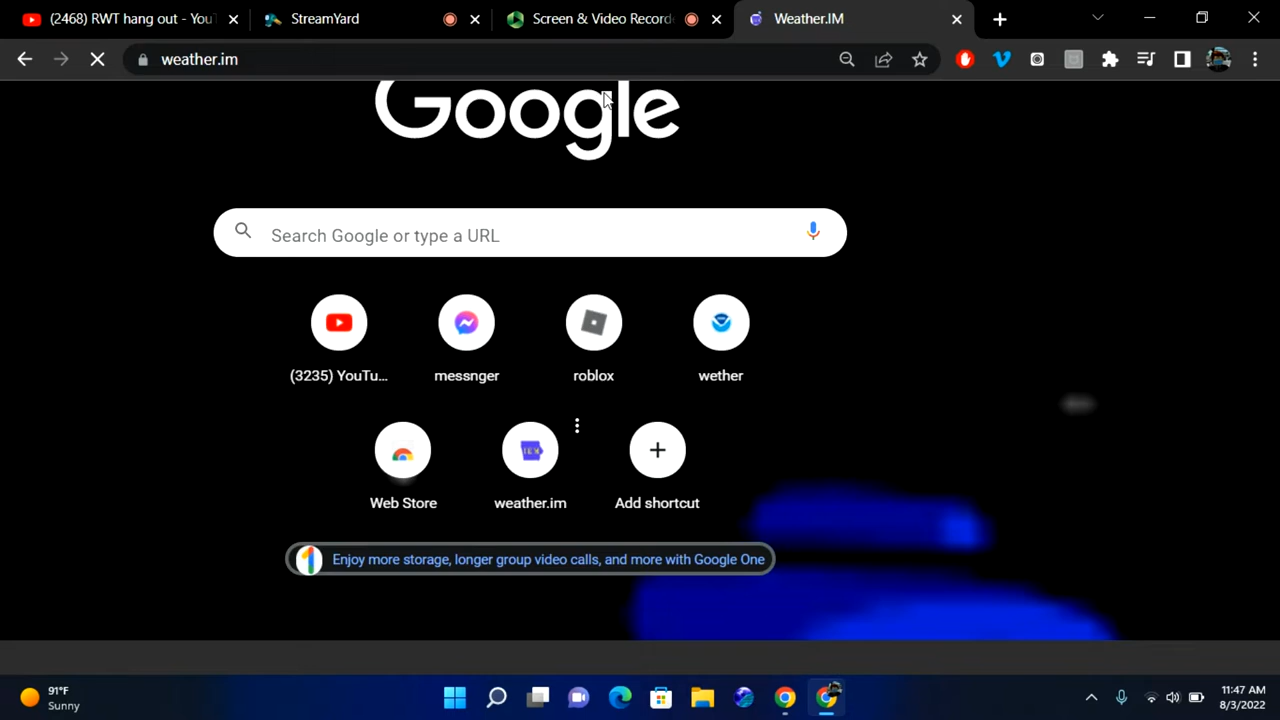 (2468) RWT hang out - YouT
StreamYard
Screen & Video Record
Weather.IM
weather.im
Google
Search Google or type a URL
(3235) YouTu...
messnger
roblox
wether
Web Store
weather.im
Add shortcut
Enjoy more storage, longer group video calls, and more with Google One
91°F
Sunny
11:47 AM
8/3/2022